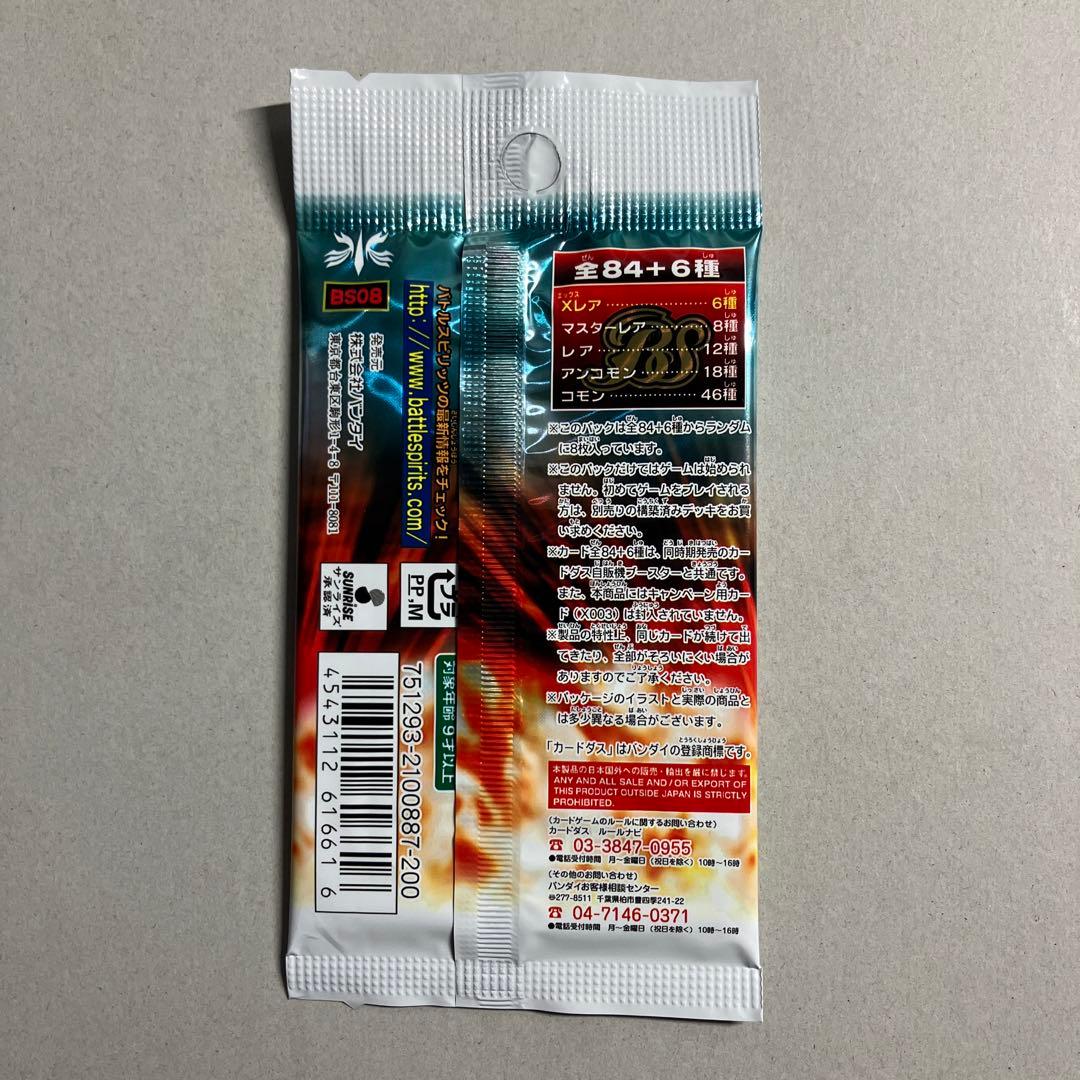 全84+6種
Xレア 6種
マスターレア 8種
レア 12種
アンコモン 18種
コモン 46種
BS
※このパックは全84+6種からランダム
に8枚入っています。
※このパックだけではゲームは始められ
ません。初めてゲームをプレイされる
方は、別売りの構築済みデッキをお買
い求めください。
※カード全84+6種は、同時期発売のカー
ドダス自販機ブースターと共通です。
また、本商品にはキャンペーン用カー
ド(X003)は封入されていません。
※製品の特性上、同じカードが続けて出
てきたり、全部がそろいにくい場合が
ありますのでご了承ください。
※パッケージのイラストと実際の商品と
は多少異なる場合がございます。
「カードダス」はバンダイの登録商標です。
本製品の日本国外への販売・輸出を厳に禁じます。
ANY AND ALL SALE AND/OR EXPORT OF
THIS PRODUCT OUTSIDE JAPAN IS STRICTLY
PROHIBITED.
(カードゲームのルールに関するお問い合わせ)
カードダス ルールナビ
☎ 03-3847-0955
●電話受付時間 月〜金曜日(祝日を除く)10時〜16時
(その他のお問い合わせ)
バンダイお客様相談センター
〒277-8511 千葉県柏市豊四季241-22
☎ 04-7146-0371
●電話受付時間 月〜金曜日(祝日を除く)10時〜16時
BS08
バトルスピリッツの最新情報をチェック!
http://www.battlespirits.com/
発売元
株式会社バンダイ
東京都台東区駒形1-4-8 〒111-8081
プラ
PP,M
SUNRISE
サンライズ
承認済
対象年齢 9才以上
751293-2100887-200
4543112 616616